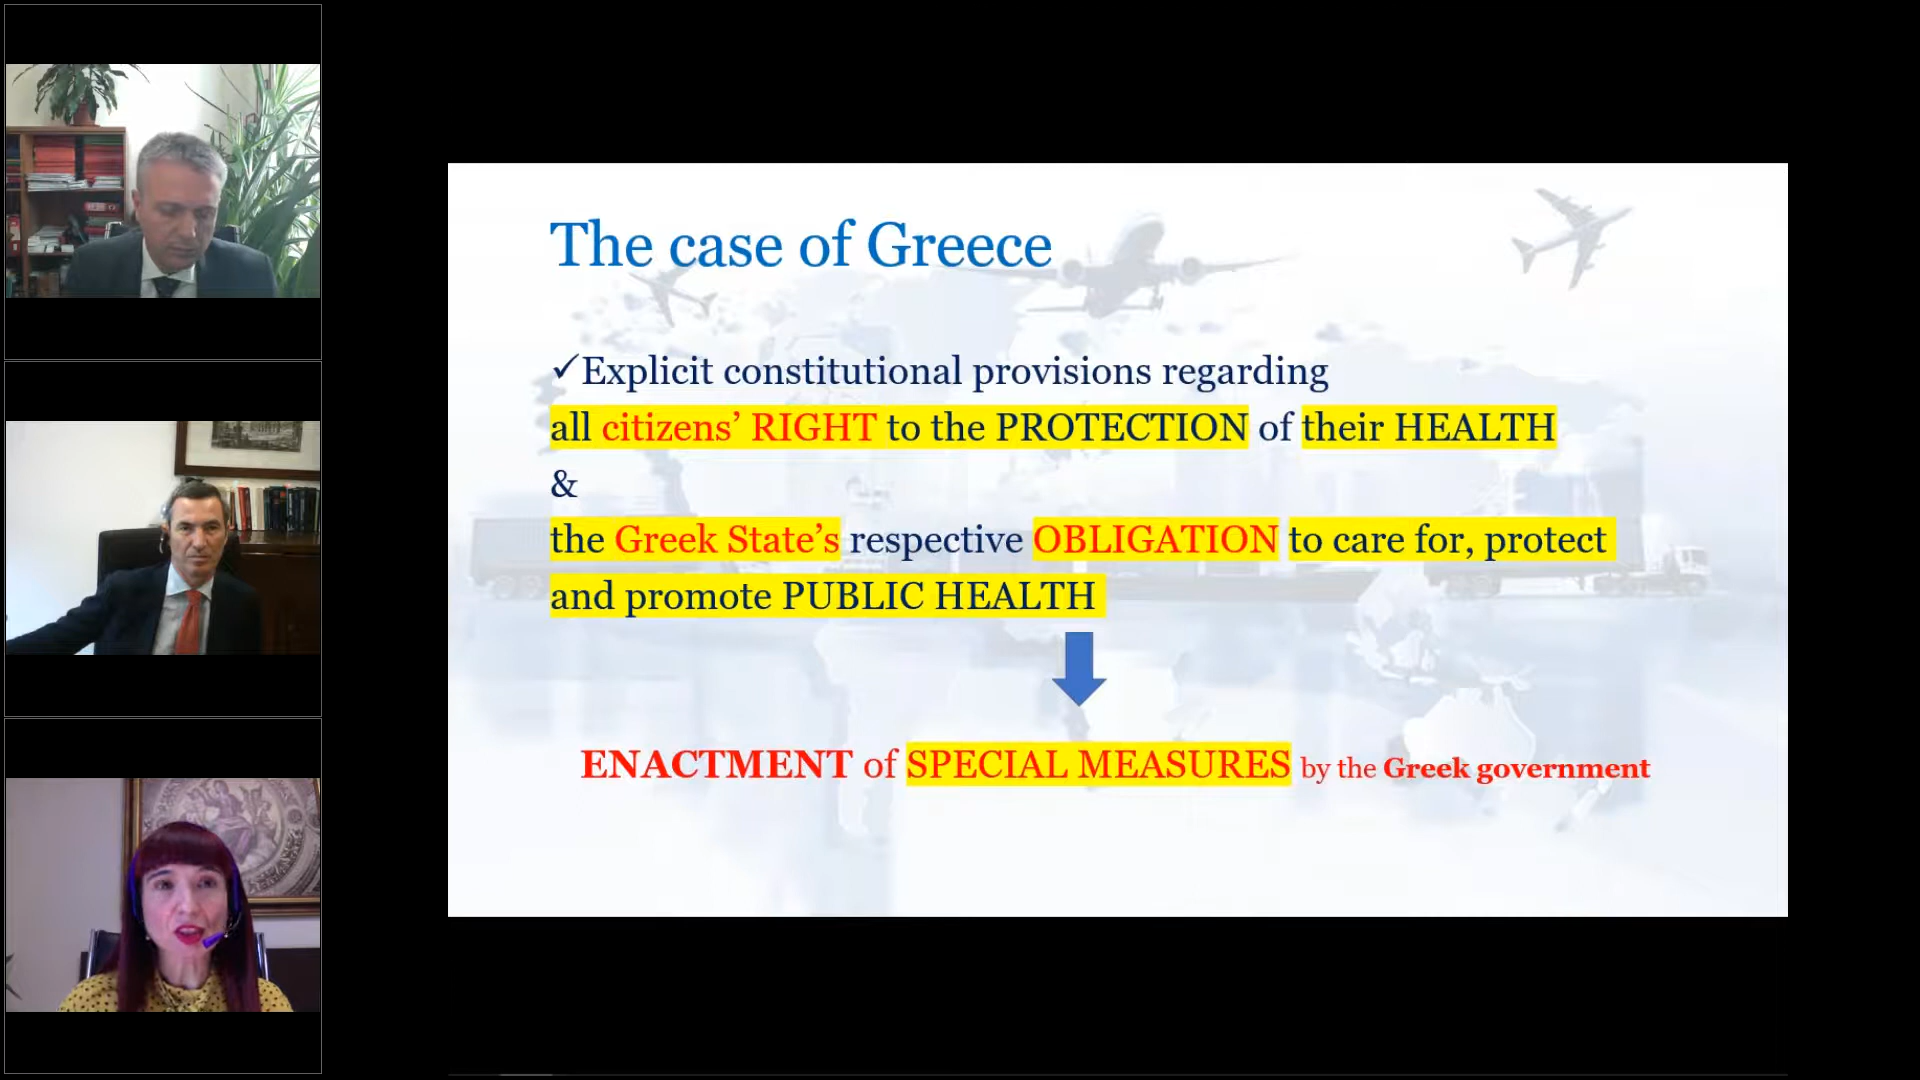 The case of Greece
✓Explicit constitutional provisions regarding
all citizens’ RIGHT to the PROTECTION of their HEALTH
&
the Greek State’s respective OBLIGATION to care for, protect
and promote PUBLIC HEALTH
ENACTMENT of SPECIAL MEASURES by the Greek government